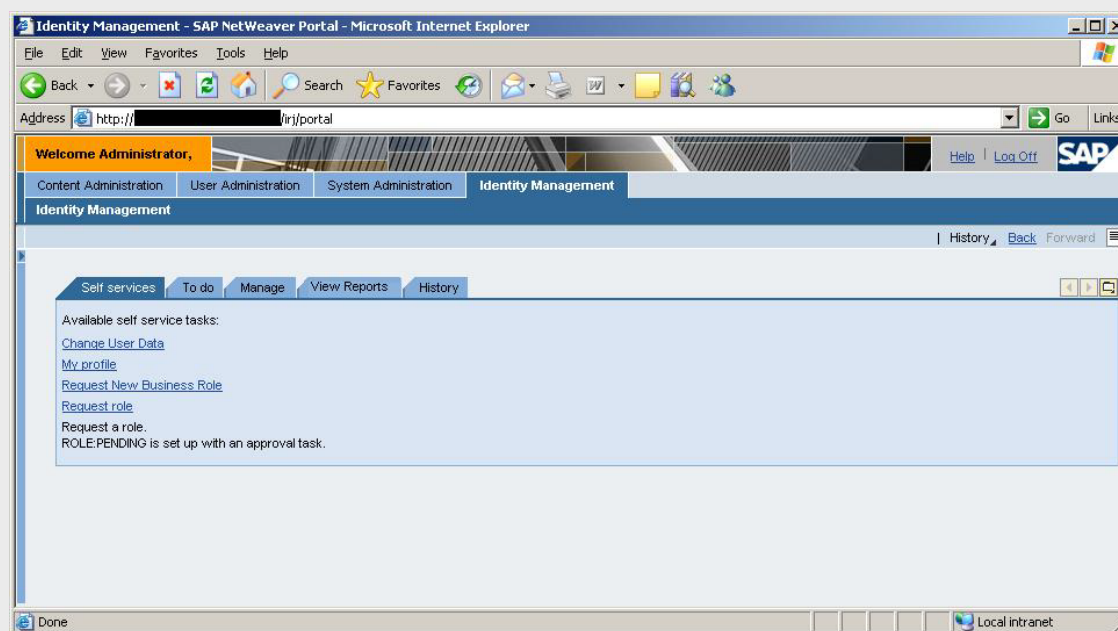 Identity Management - SAP NetWeaver Portal - Microsoft Internet Explorer
File Edit View Favorites Tools Help
Back Search Favorites
Address http:// /irj/portal Go Links
Welcome Administrator, Help Log Off SAP
Content Administration User Administration System Administration Identity Management
Identity Management
History Back Forward
Self services To do Manage View Reports History
Available self service tasks:
Change User Data
My profile
Request New Business Role
Request role
Request a role.
ROLE:PENDING is set up with an approval task.
Done Local intranet